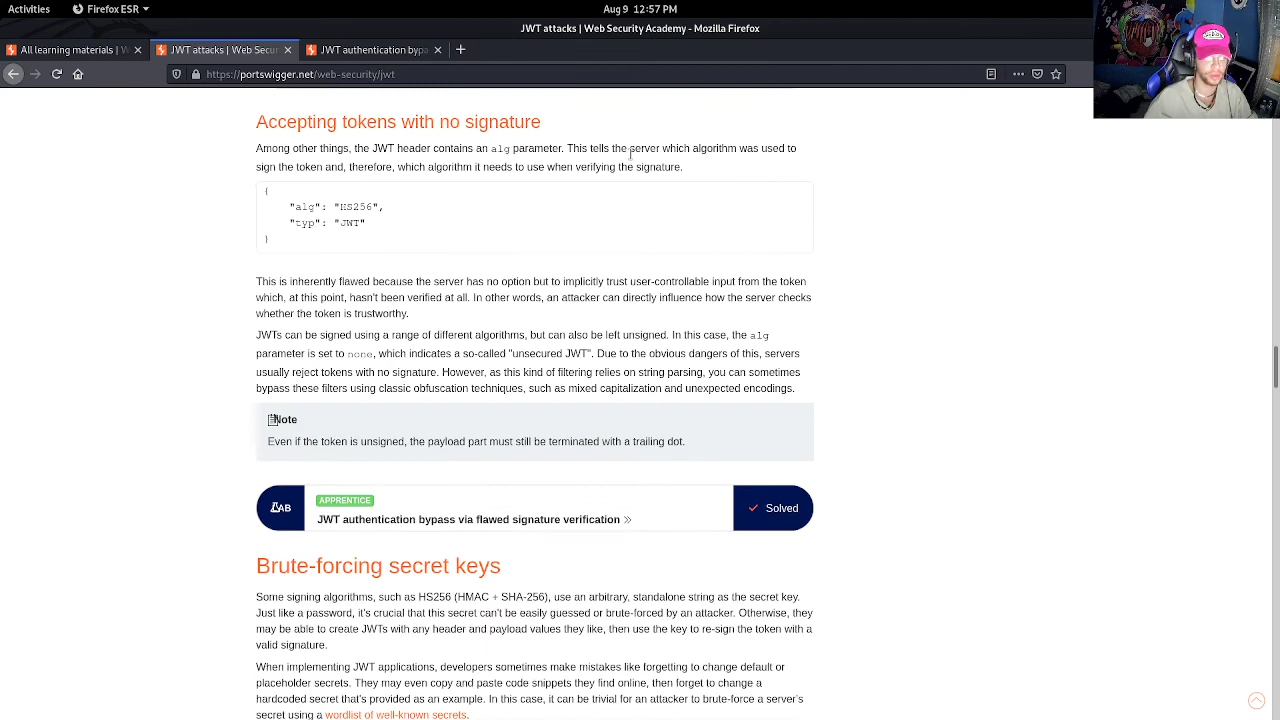 Activities
Firefox ESR
Aug 9 12:57 PM
JWT attacks | Web Security Academy - Mozilla Firefox
All learning materials | W
JWT attacks | Web Secur
JWT authentication bypa
https://portswigger.net/web-security/jwt
Accepting tokens with no signature
Among other things, the JWT header contains an alg parameter. This tells the server which algorithm was used to
sign the token and, therefore, which algorithm it needs to use when verifying the signature.
{
"alg": "HS256",
"typ": "JWT"
}
This is inherently flawed because the server has no option but to implicitly trust user-controllable input from the token
which, at this point, hasn't been verified at all. In other words, an attacker can directly influence how the server checks
whether the token is trustworthy.
JWTs can be signed using a range of different algorithms, but can also be left unsigned. In this case, the alg
parameter is set to none, which indicates a so-called "unsecured JWT". Due to the obvious dangers of this, servers
usually reject tokens with no signature. However, as this kind of filtering relies on string parsing, you can sometimes
bypass these filters using classic obfuscation techniques, such as mixed capitalization and unexpected encodings.
Note
Even if the token is unsigned, the payload part must still be terminated with a trailing dot.
LAB
APPRENTICE
JWT authentication bypass via flawed signature verification
Solved
Brute-forcing secret keys
Some signing algorithms, such as HS256 (HMAC + SHA-256), use an arbitrary, standalone string as the secret key.
Just like a password, it's crucial that this secret can't be easily guessed or brute-forced by an attacker. Otherwise, they
may be able to create JWTs with any header and payload values they like, then use the key to re-sign the token with a
valid signature.
When implementing JWT applications, developers sometimes make mistakes like forgetting to change default or
placeholder secrets. They may even copy and paste code snippets they find online, then forget to change a
hardcoded secret that's provided as an example. In this case, it can be trivial for an attacker to brute-force a server's
secret using a wordlist of well-known secrets.